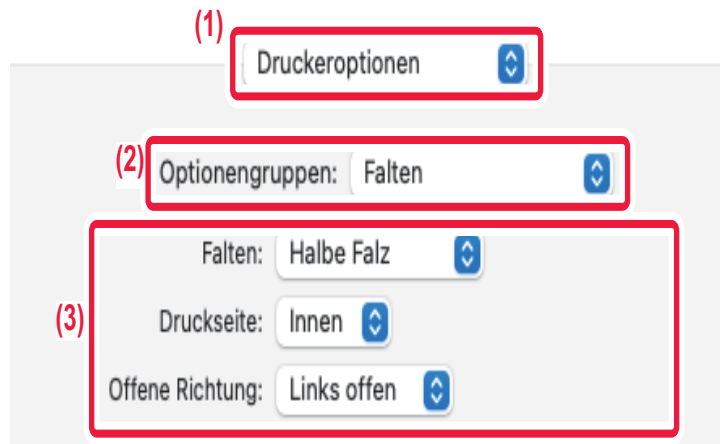 (1)
Druckeroptionen
(2) Optionengruppen: Falten
Falten: Halbe Falz
(3) Druckseite: Innen
Offene Richtung: Links offen